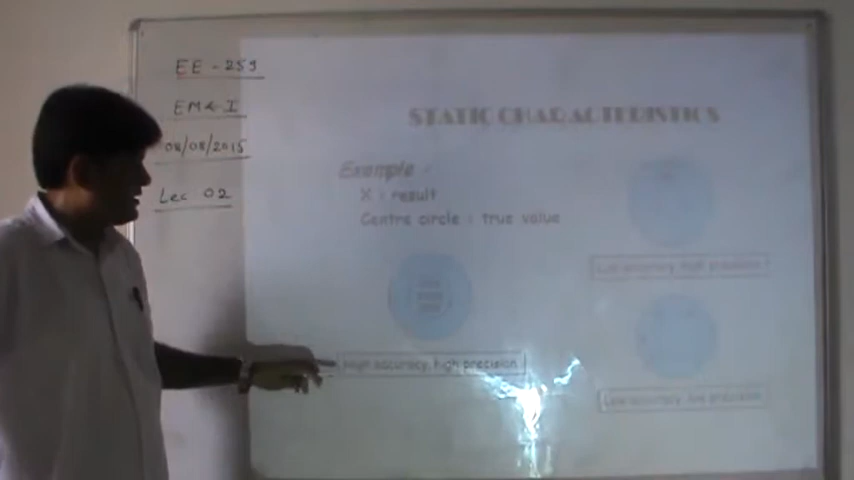 EE - 259
EM & I
04/08/2015
Lec 02
STATIC CHARACTERISTICS
Example :
X = result
Centre circle = true value
Low accuracy, high precision
High accuracy, high precision
Low accuracy, low precision